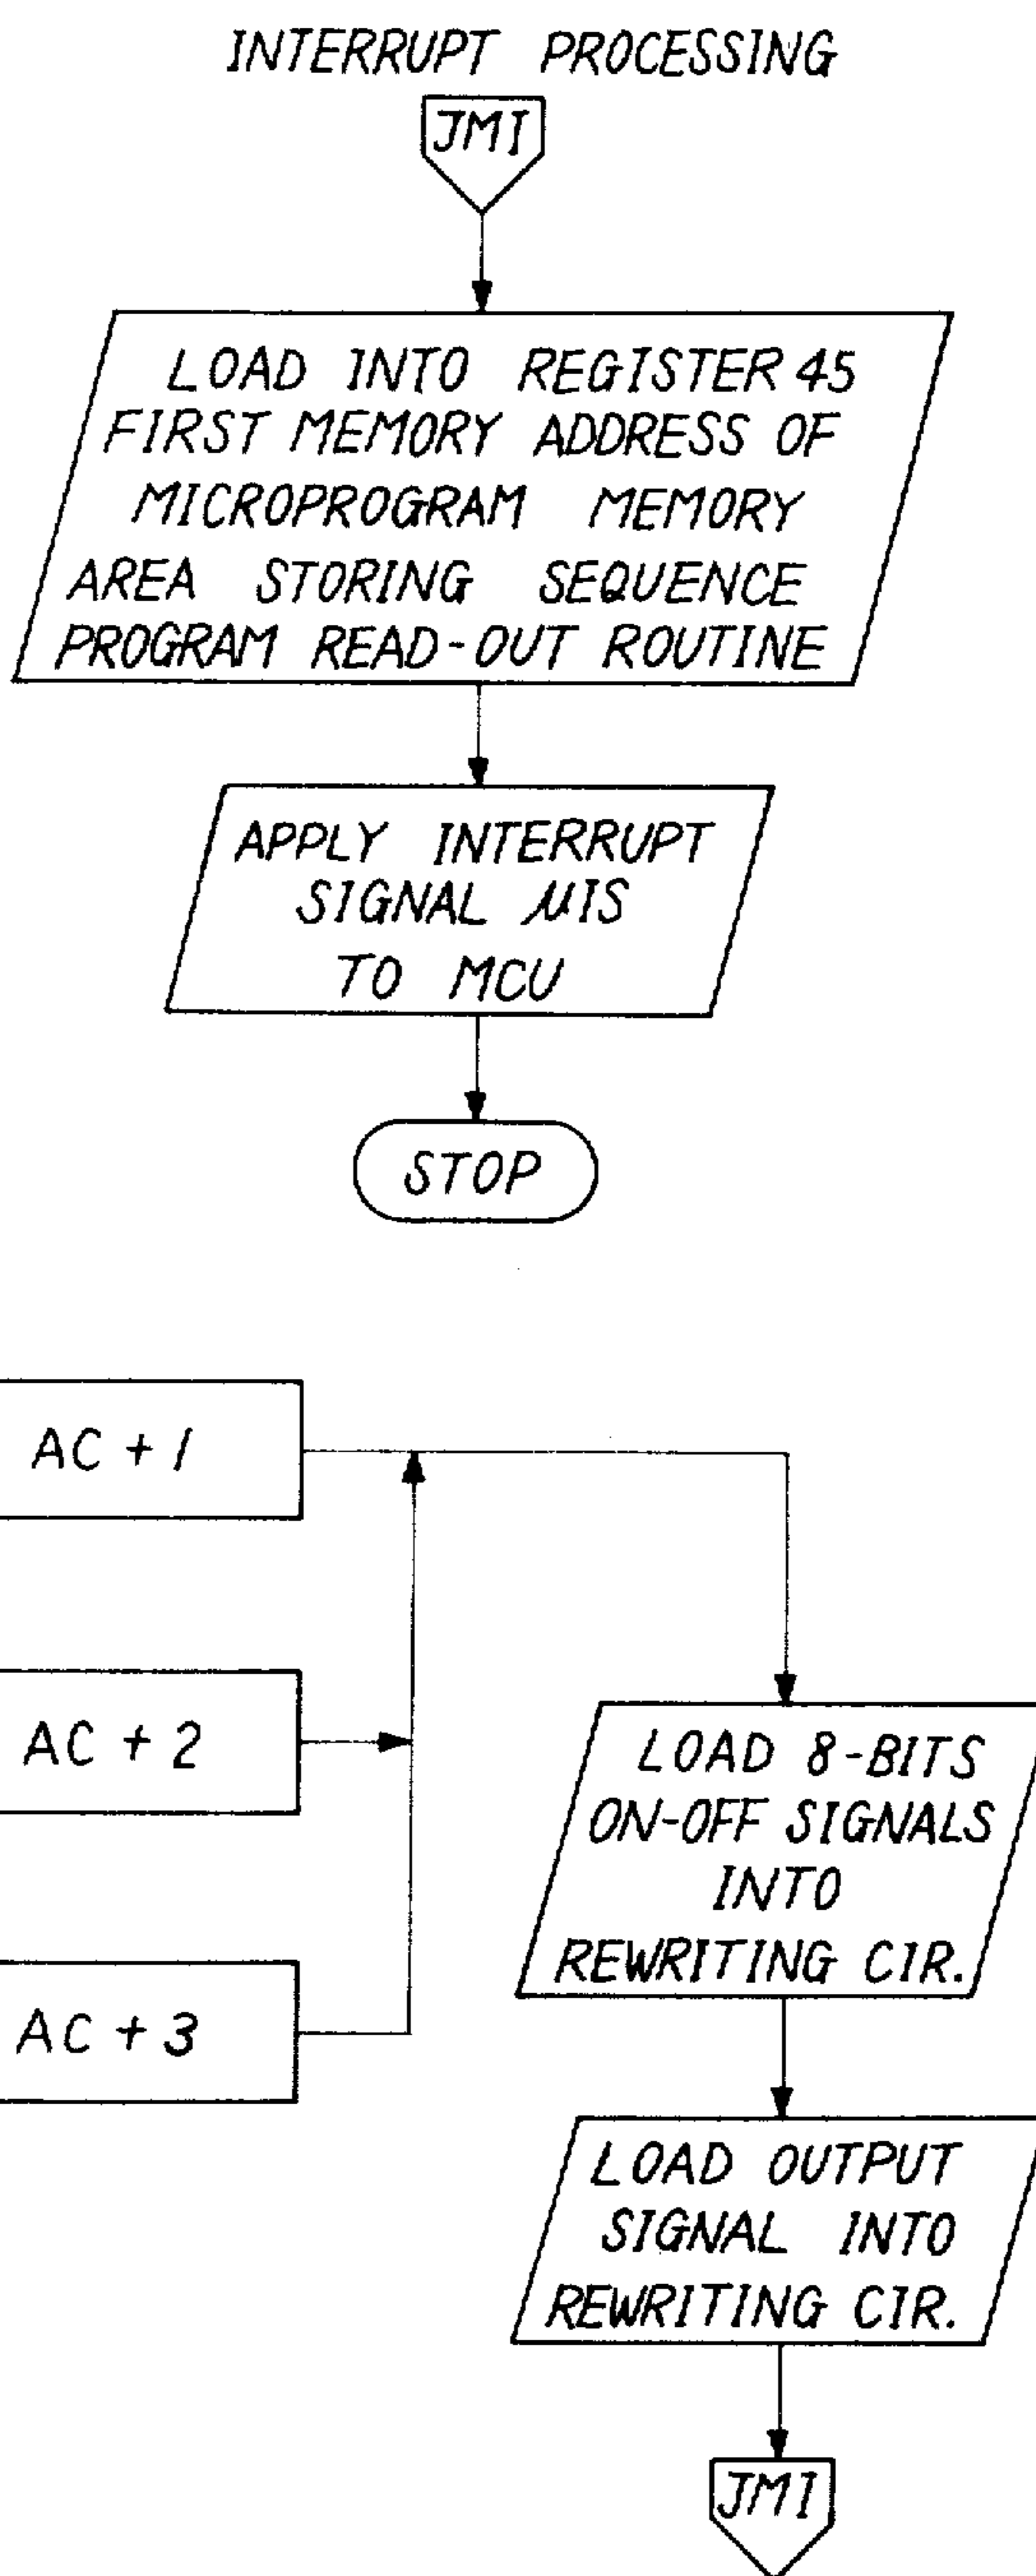 INTERRUPT PROCESSING
JMI
LOAD INTO REGISTER 45
FIRST MEMORY ADDRESS OF
MICROPROGRAM MEMORY
AREA STORING SEQUENCE
PROGRAM READ-OUT ROUTINE
APPLY INTERRUPT
SIGNAL μIS
TO MCU
STOP
AC + 1
AC + 2
AC + 3
LOAD 8-BITS
ON-OFF SIGNALS
INTO
REWRITING CIR.
LOAD OUTPUT
SIGNAL INTO
REWRITING CIR.
JMI